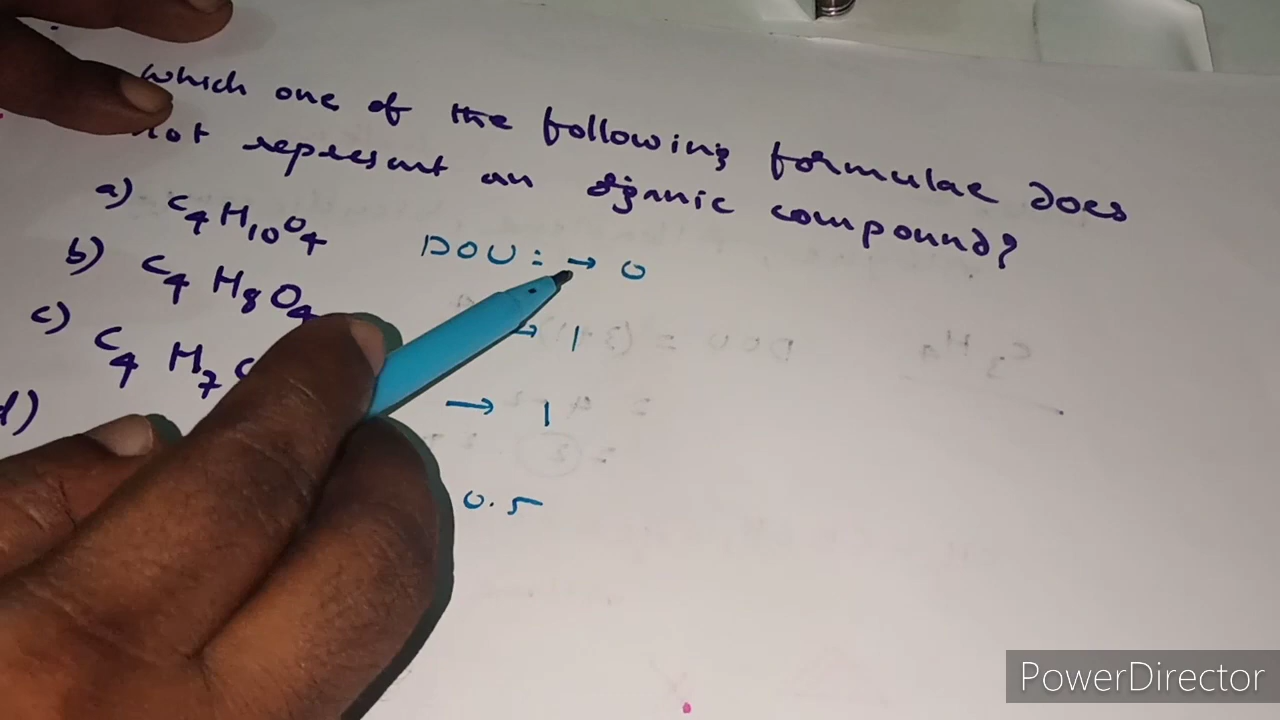 which one of the following formulae does
not represent an organic compound?
a) C4H10O4
DOU: → 0
b) C4H8O4
→ 1
c) C4H7
→ 1
d)
0.5
PowerDirector